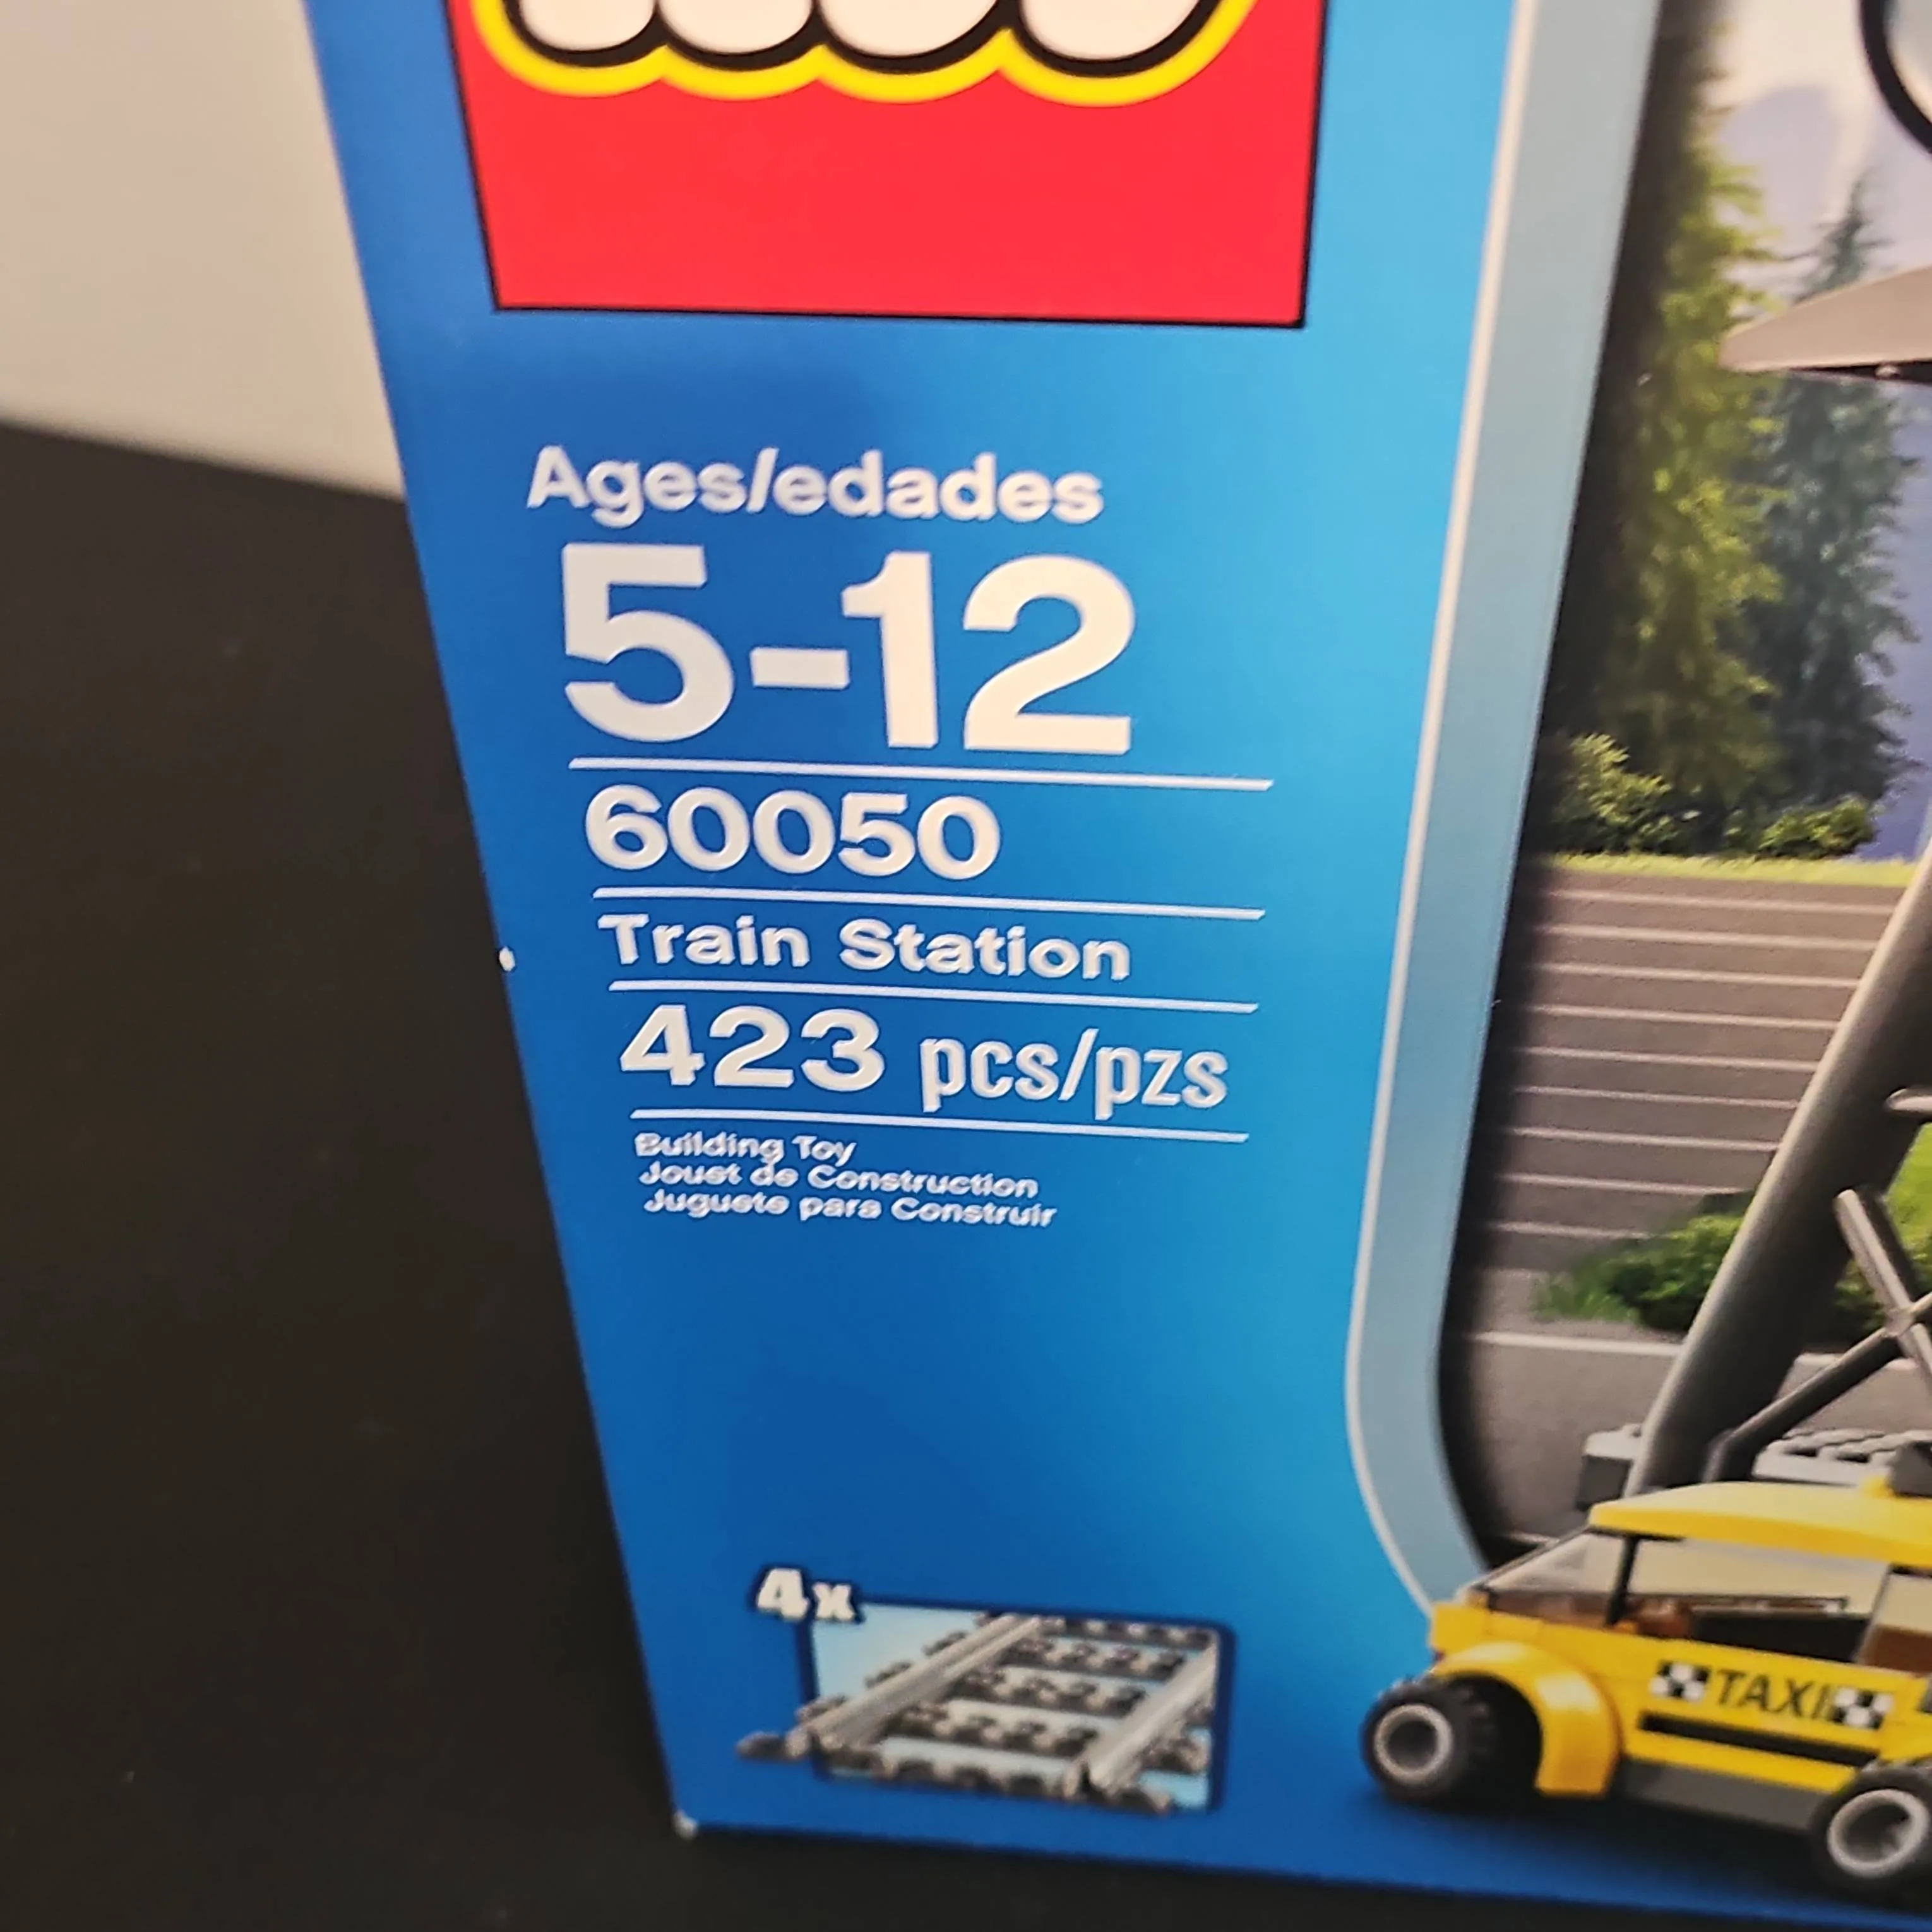 Ages/edades
5-12
60050
Train Station
423 pcs/pzs
Building Toy
Jouet de Construction
Juguete para Construir
4x
TAXI